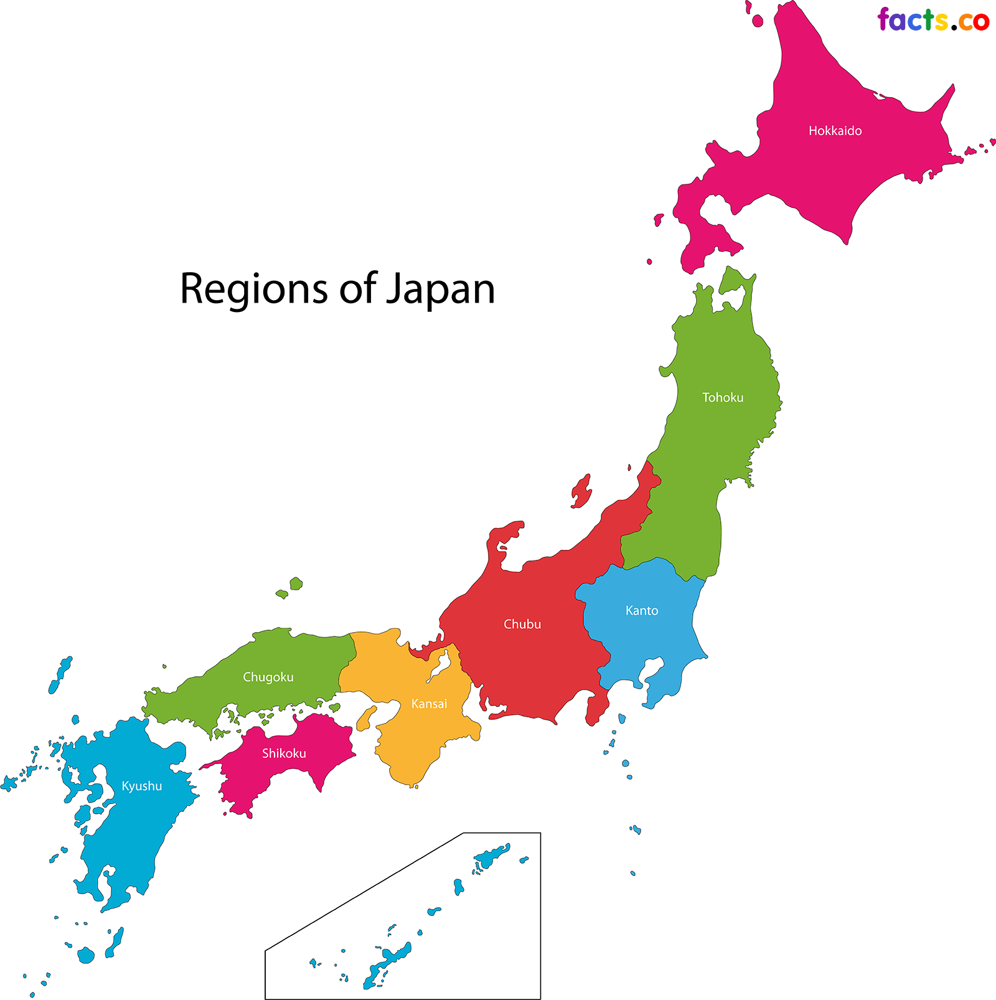 facts.co
Hokkaido
Regions of Japan
Tohoku
Kanto
Chubu
Chugoku
Kansai
Shikoku
Kyushu